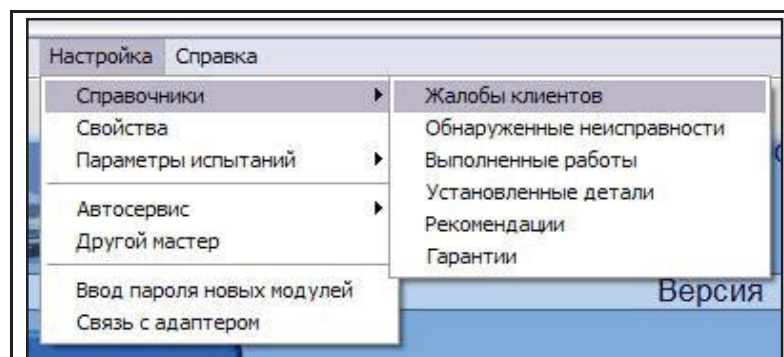 Настройка Справка
Справочники
Свойства
Параметры испытаний
Автосервис
Другой мастер
Ввод пароля новых модулей
Связь с адаптером
Жалобы клиентов
Обнаруженные неисправности
Выполненные работы
Установленные детали
Рекомендации
Гарантии
Версия